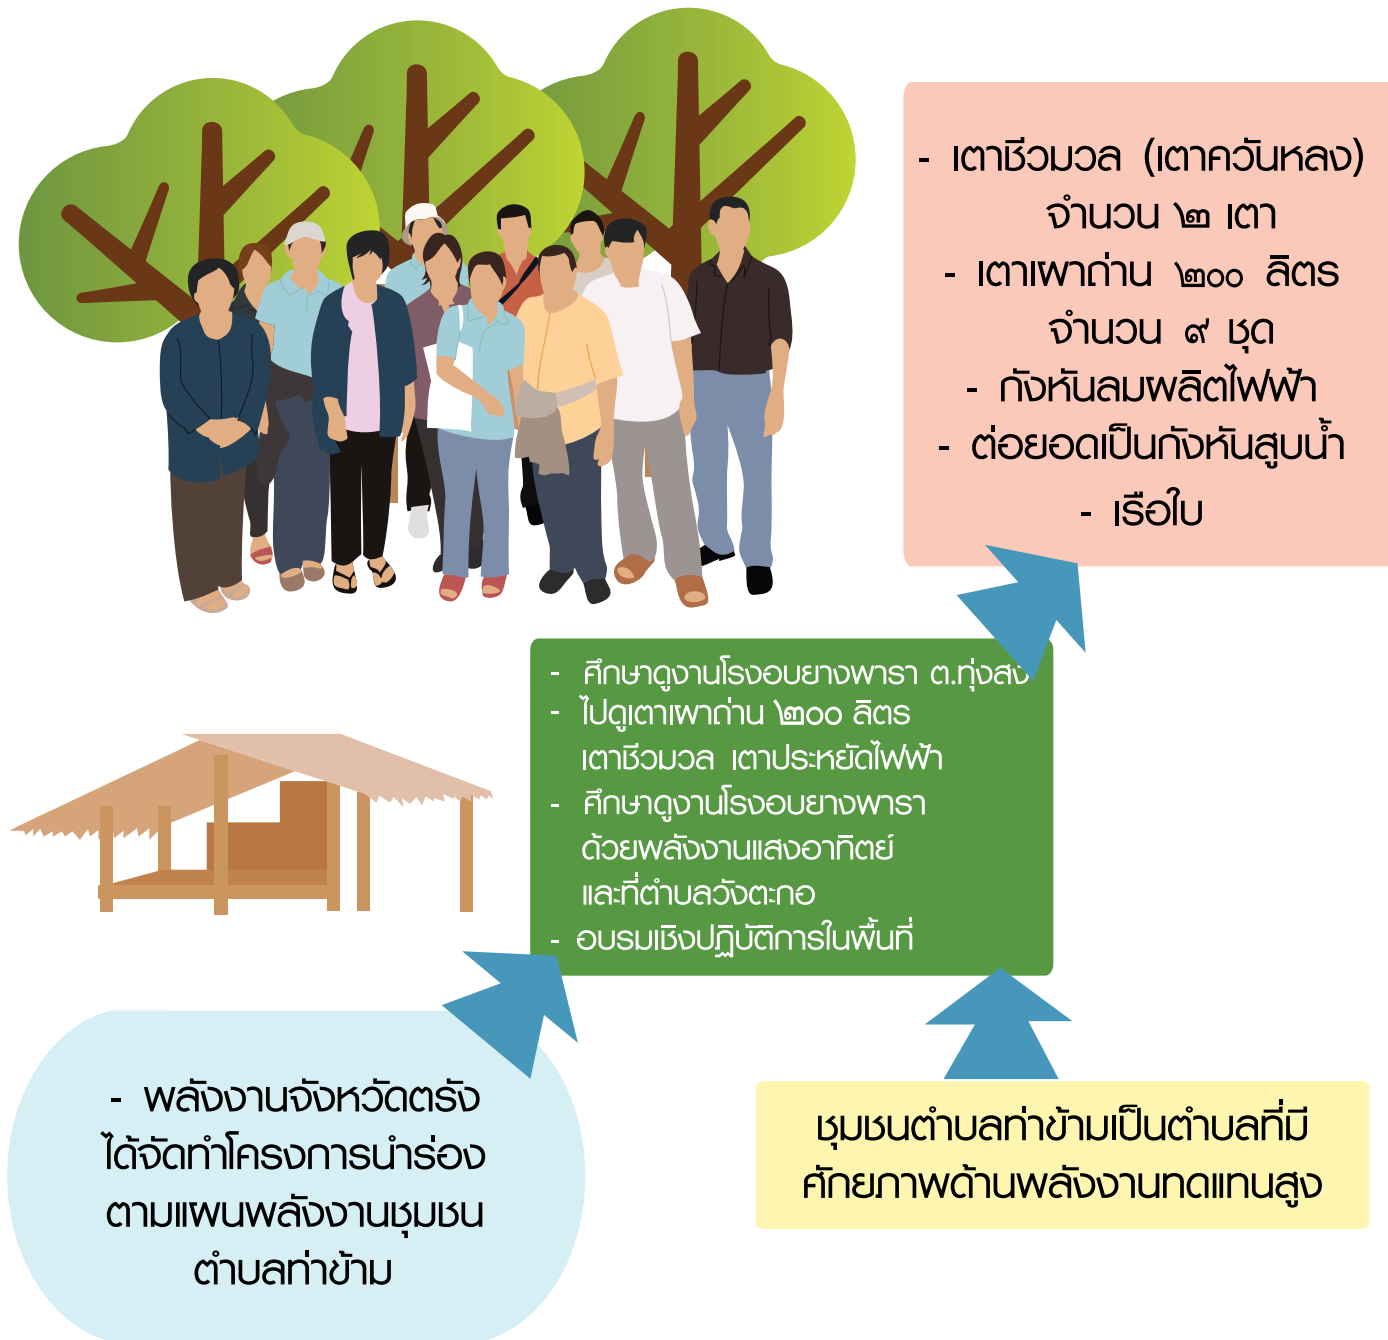 - เตาชีวมวล (เตาควันหลง)
จำนวน ๒ เตา
- เตาเผาถ่าน ๒๐๐ ลิตร
จำนวน ๙ ชุด
- กังหันลมผลิตไฟฟ้า
- ต่อยอดเป็นกังหันสูบน้ำ
- เรือใบ
- ศึกษาดูงานโรงอบยางพารา ต.ทุ่งสง
- ไปดูเตาเผาถ่าน ๒๐๐ ลิตร
เตาชีวมวล เตาประหยัดไฟฟ้า
- ศึกษาดูงานโรงอบยางพารา
ด้วยพลังงานแสงอาทิตย์
และที่ตำบลวังตะกอ
- อบรมเชิงปฏิบัติการในพื้นที่
- พลังงานจังหวัดตรัง
ได้จัดทำโครงการนำร่อง
ตามแผนพลังงานชุมชน
ตำบลท่าข้าม
ชุมชนตำบลท่าข้ามเป็นตำบลที่มี
ศักยภาพด้านพลังงานทดแทนสูง